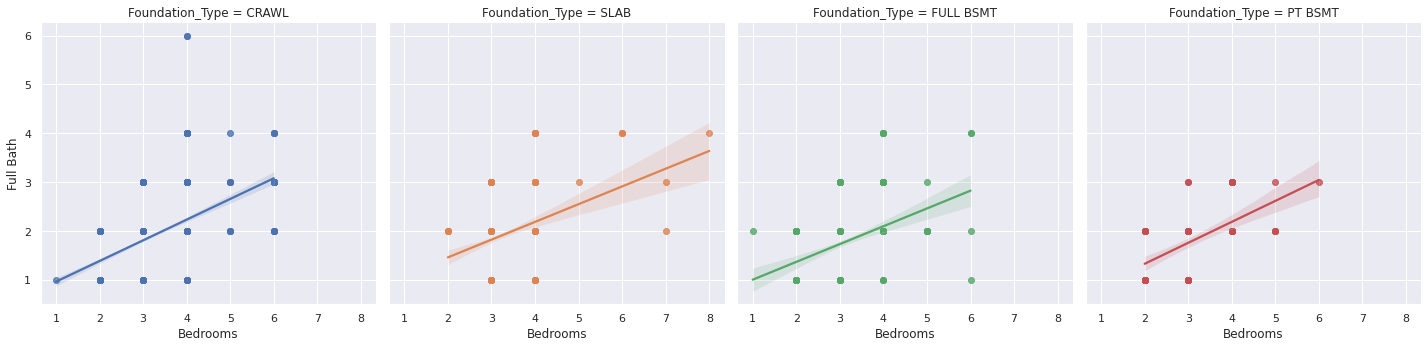 Foundation_Type = CRAWL
Foundation_Type = SLAB
Foundation_Type = FULL BSMT
Foundation_Type = PT BSMT
6
5
4
3
2
1
Full Bath
1 2 3 4 5 6 7 8
1 2 3 4 5 6 7 8
1 2 3 4 5 6 7 8
1 2 3 4 5 6 7 8
Bedrooms
Bedrooms
Bedrooms
Bedrooms